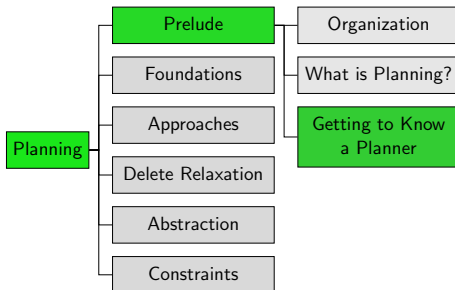 Planning
Prelude
Foundations
Approaches
Delete Relaxation
Abstraction
Constraints
Organization
What is Planning?
Getting to Know
a Planner